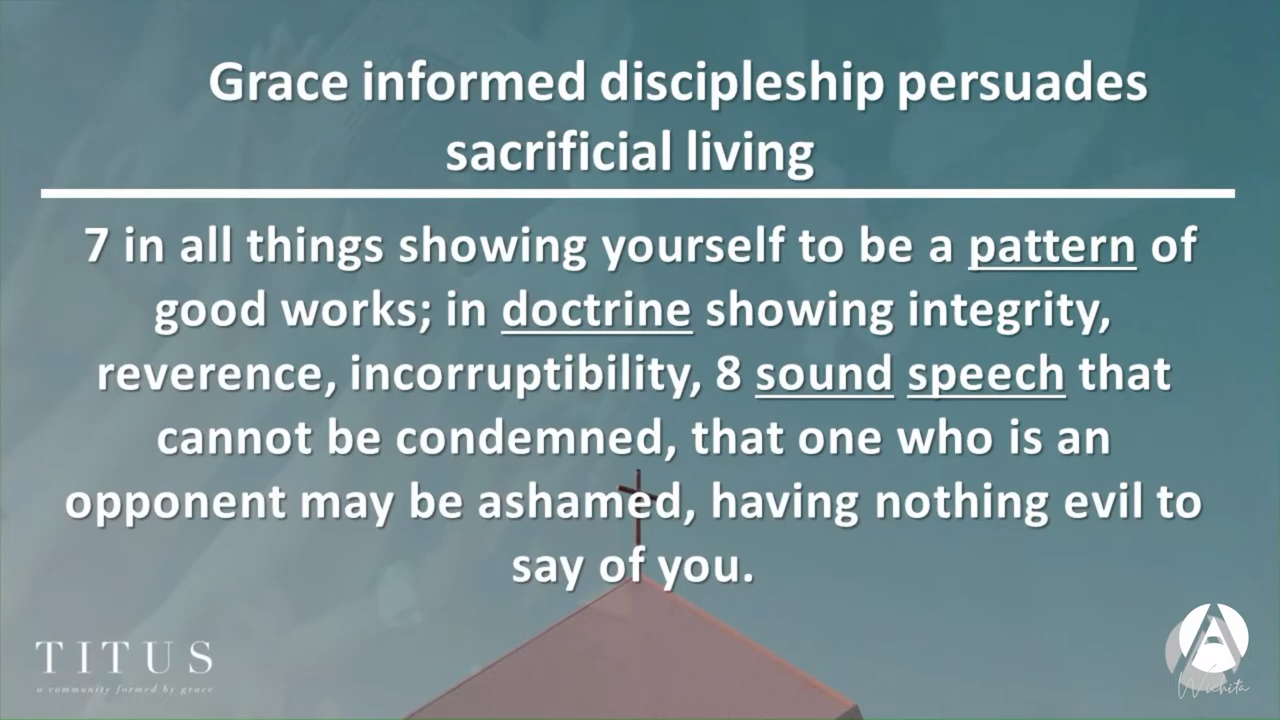 Grace informed discipleship persuades
sacrificial living
7 in all things showing yourself to be a pattern of
good works; in doctrine showing integrity,
reverence, incorruptibility, 8 sound speech that
cannot be condemned, that one who is an
opponent may be ashamed, having nothing evil to
say of you.
TITUS
a community formed by grace
A
Wichita